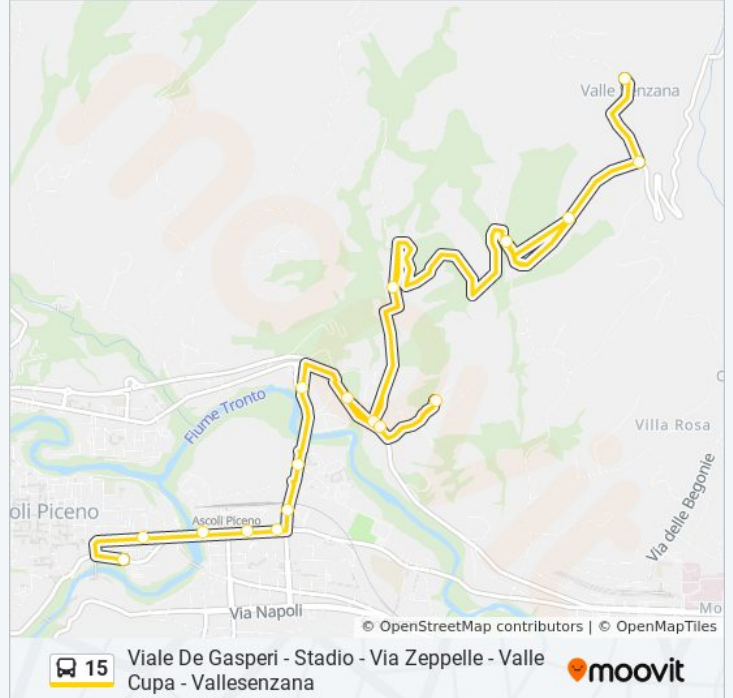 Valle Senzana
Fiume Tronto
Villa Rosa
oli Piceno
Ascoli Piceno
Via delle Begonie
Via Napoli
Mo
© OpenStreetMap contributors | © OpenMapTiles
15
Viale De Gasperi - Stadio - Via Zeppelle - Valle
Cupa - Vallesenzana
moovit